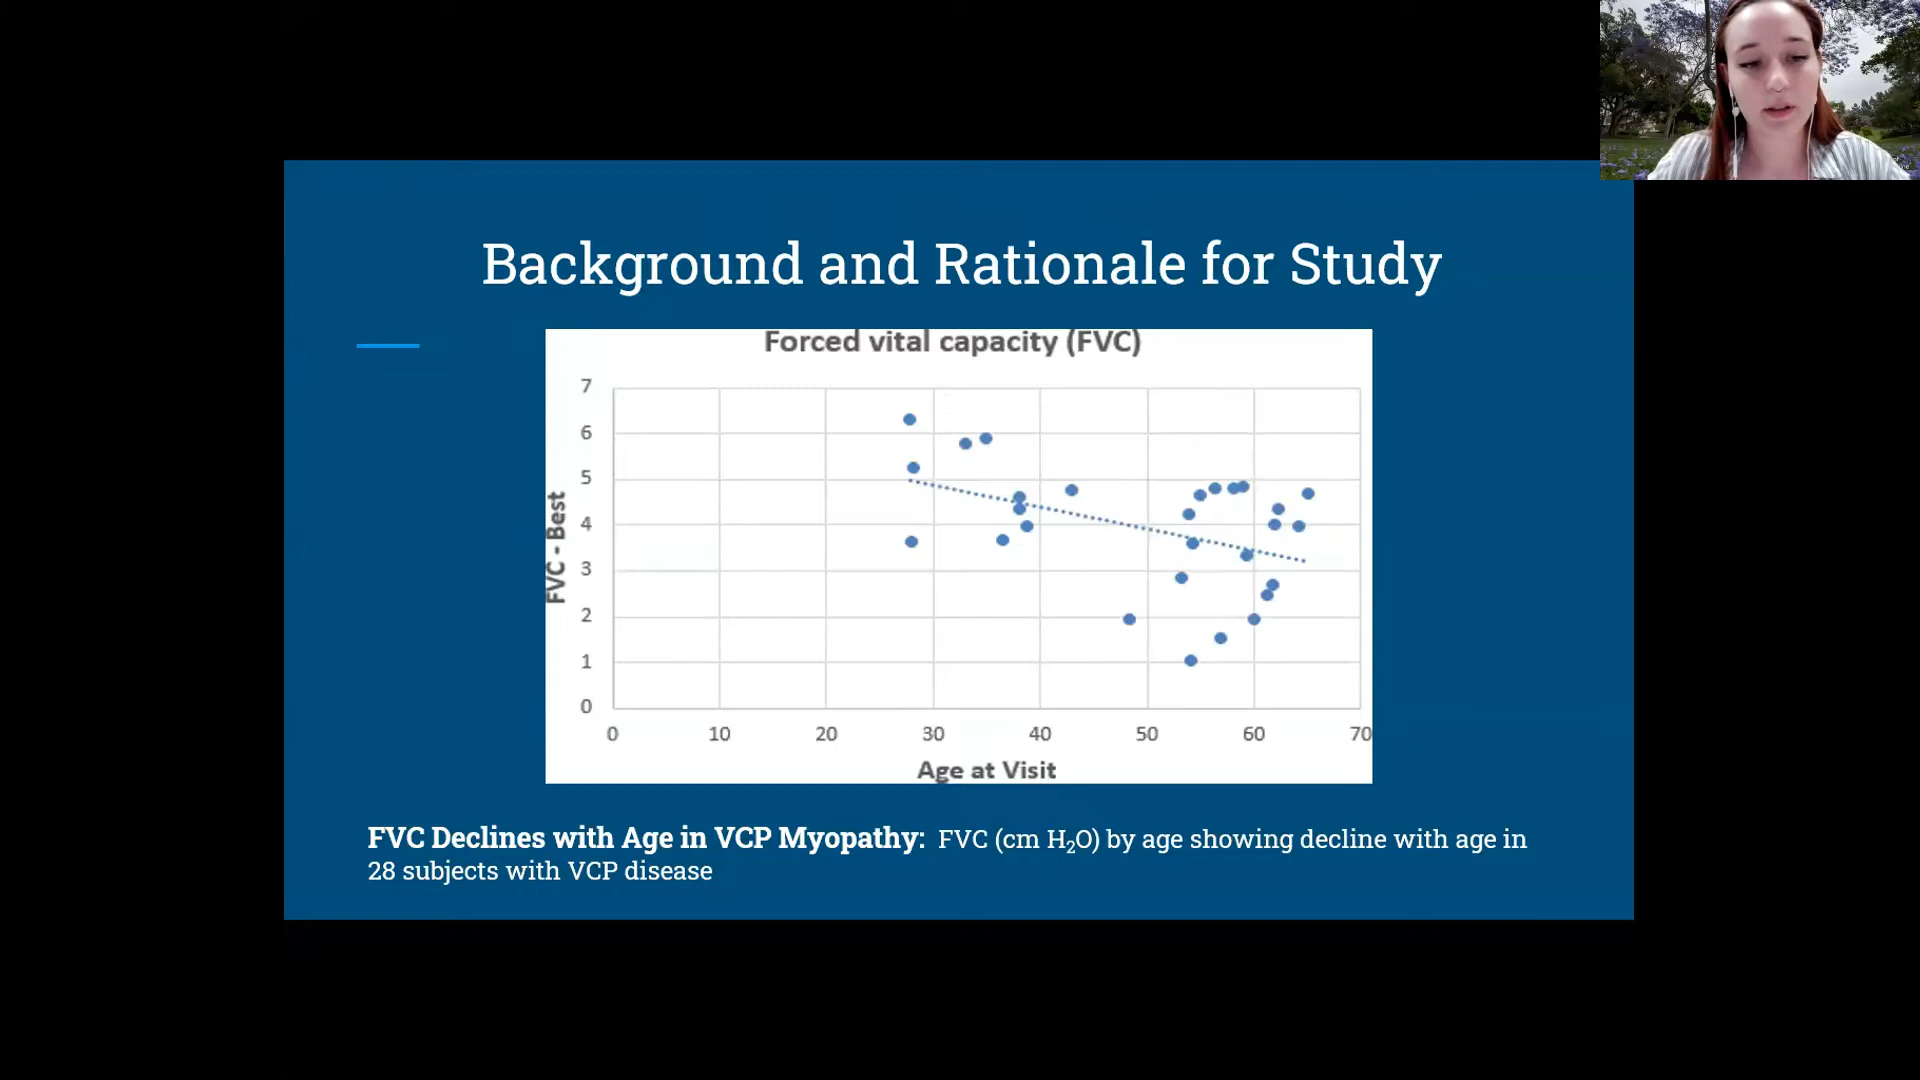 Background and Rationale for Study
Forced vital capacity (FVC)
7
6
5
4
3
2
1
0
FVC - Best
0 10 20 30 40 50 60 70
Age at Visit
FVC Declines with Age in VCP Myopathy: FVC (cm H₂O) by age showing decline with age in
28 subjects with VCP disease